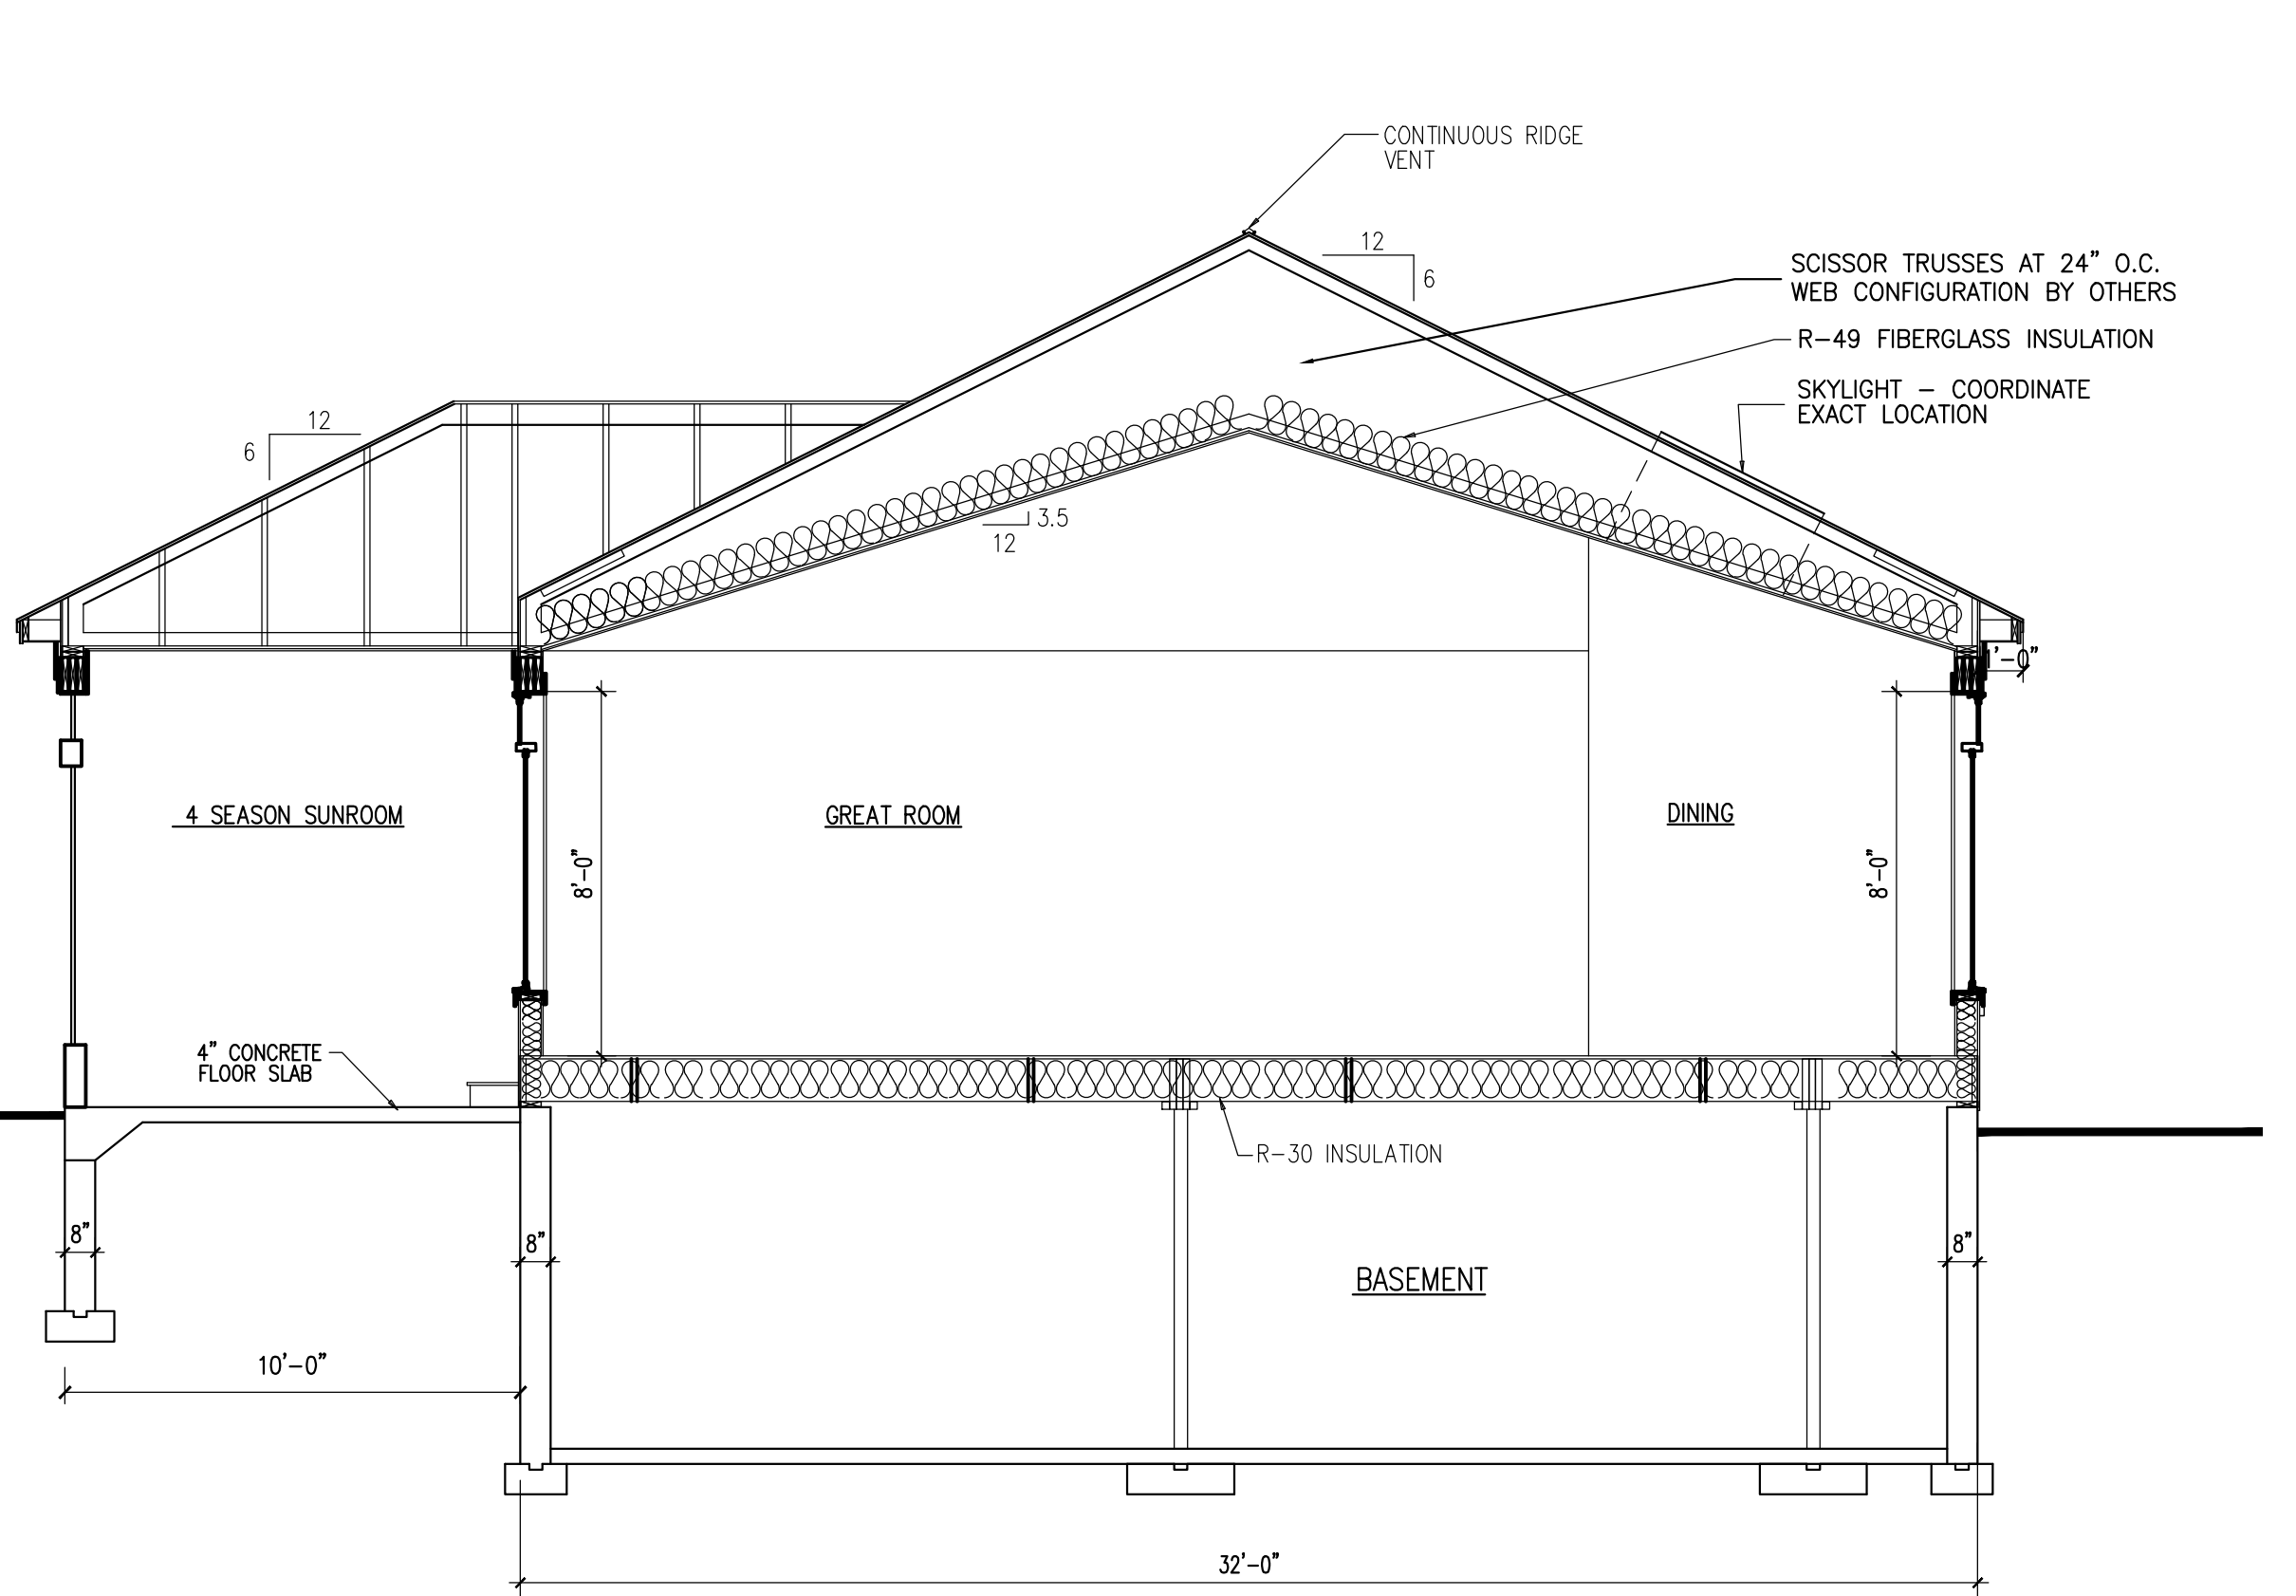 CONTINUOUS RIDGE
VENT
12
6
SCISSOR TRUSSES AT 24” O.C.
WEB CONFIGURATION BY OTHERS
R-49 FIBERGLASS INSULATION
SKYLIGHT - COORDINATE
EXACT LOCATION
12
6
3.5
12
1'-0”
4 SEASON SUNROOM
GREAT ROOM
DINING
8'-0”
8'-0”
4” CONCRETE
FLOOR SLAB
R-30 INSULATION
8”
8”
8”
BASEMENT
10'-0”
32'-0”